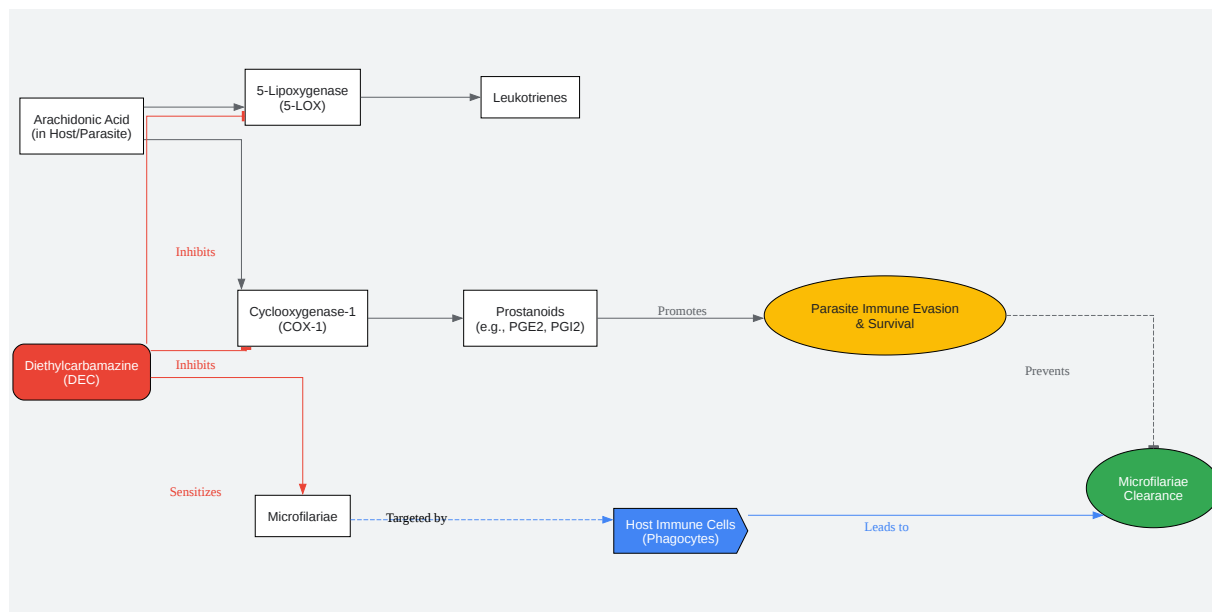 5-Lipoxygenase
(5-LOX)
Leukotrienes
Arachidonic Acid
(in Host/Parasite)
Inhibits
Cyclooxygenase-1
(COX-1)
Prostanoids
(e.g., PGE2, PGI2)
Promotes
Parasite Immune Evasion
& Survival
Diethylcarbamazine
(DEC)
Inhibits
Prevents
Sensitizes
Microfilariae
Targeted by
Host Immune Cells
(Phagocytes)
Leads to
Microfilariae
Clearance